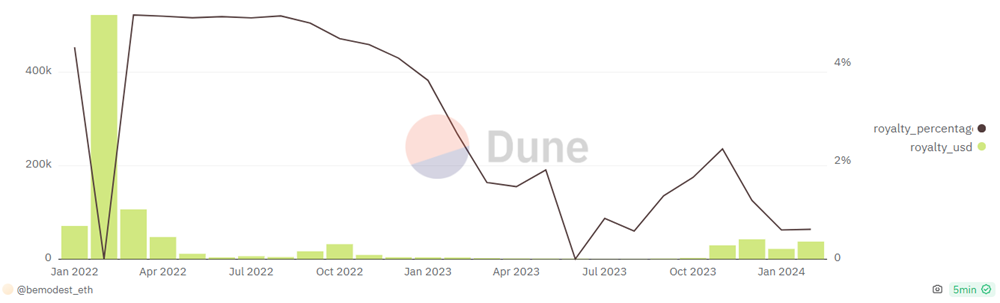 400k
200k
0
4%
2%
0
Jan 2022
Apr 2022
Jul 2022
Oct 2022
Jan 2023
Apr 2023
Jul 2023
Oct 2023
Jan 2024
Dune
royalty_percentag
royalty_usd
@bemodest_eth
5min